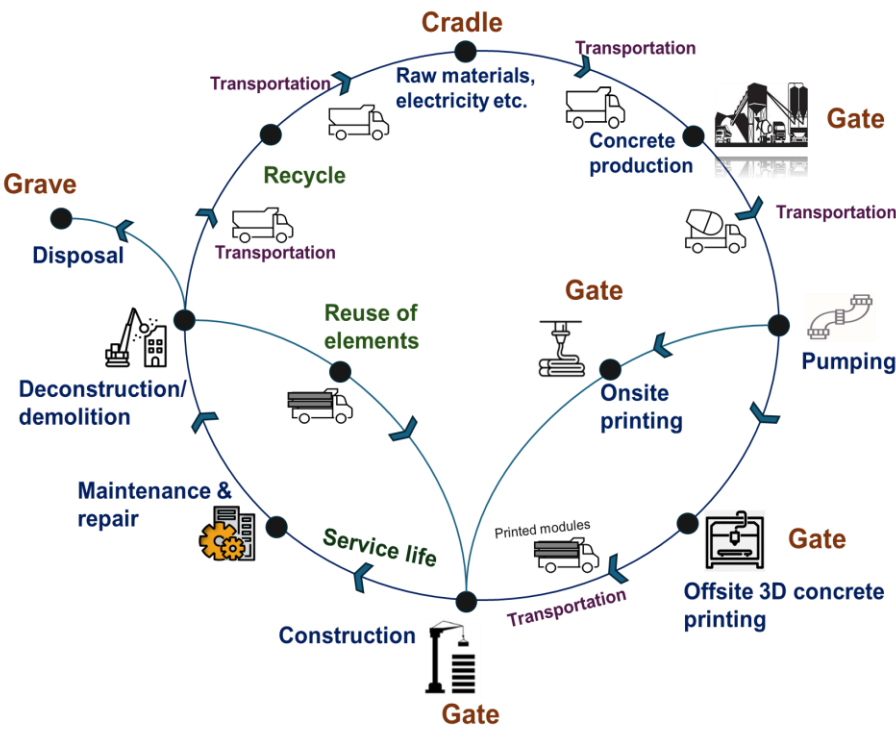 Cradle
Transportation
Transportation
Raw materials,
electricity etc.
Gate
Concrete
production
Recycle
Grave
Transportation
Transportation
Disposal
Gate
Reuse of
elements
Pumping
Onsite
printing
Deconstruction/
demolition
Maintenance &
repair
Printed modules
Service life
Gate
Offsite 3D concrete
printing
Transportation
Construction
Gate